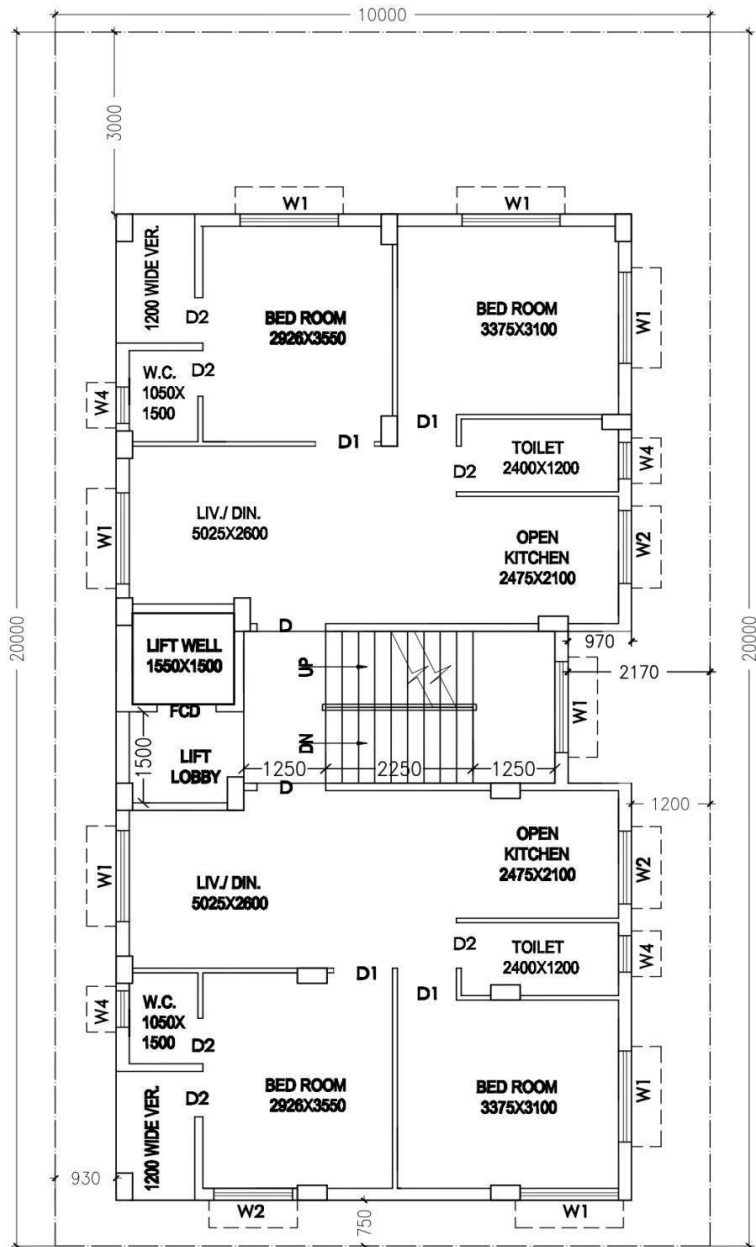 10000
3000
W1
W1
1200 WIDE VER.
D2
BED ROOM
2926X3550
BED ROOM
3375X3100
W1
W.C.
1050X
1500
D2
W4
D1
D1
TOILET
2400X1200
W4
D2
LIV./ DIN.
5025X2600
W1
OPEN
KITCHEN
2475X2100
W2
20000
20000
D
LIFT WELL
1550X1500
UP
970
2170
W1
FCD
1500
LIFT
LOBBY
DN
1250
2250
1250
D
1200
OPEN
KITCHEN
2475X2100
W2
W1
LIV./ DIN.
5025X2600
D2
TOILET
2400X1200
W4
D1
D1
W.C.
1050X
1500
W4
D2
D2
BED ROOM
2926X3550
BED ROOM
3375X3100
W1
1200 WIDE VER.
930
W2
750
W1